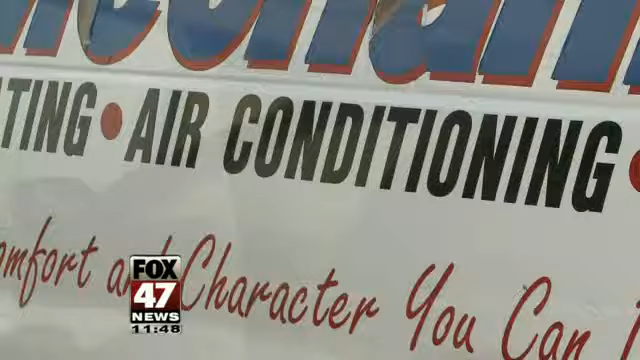 TING • AIR CONDITIONING •
omfort and Character You Can
FOX
47
NEWS
11:48